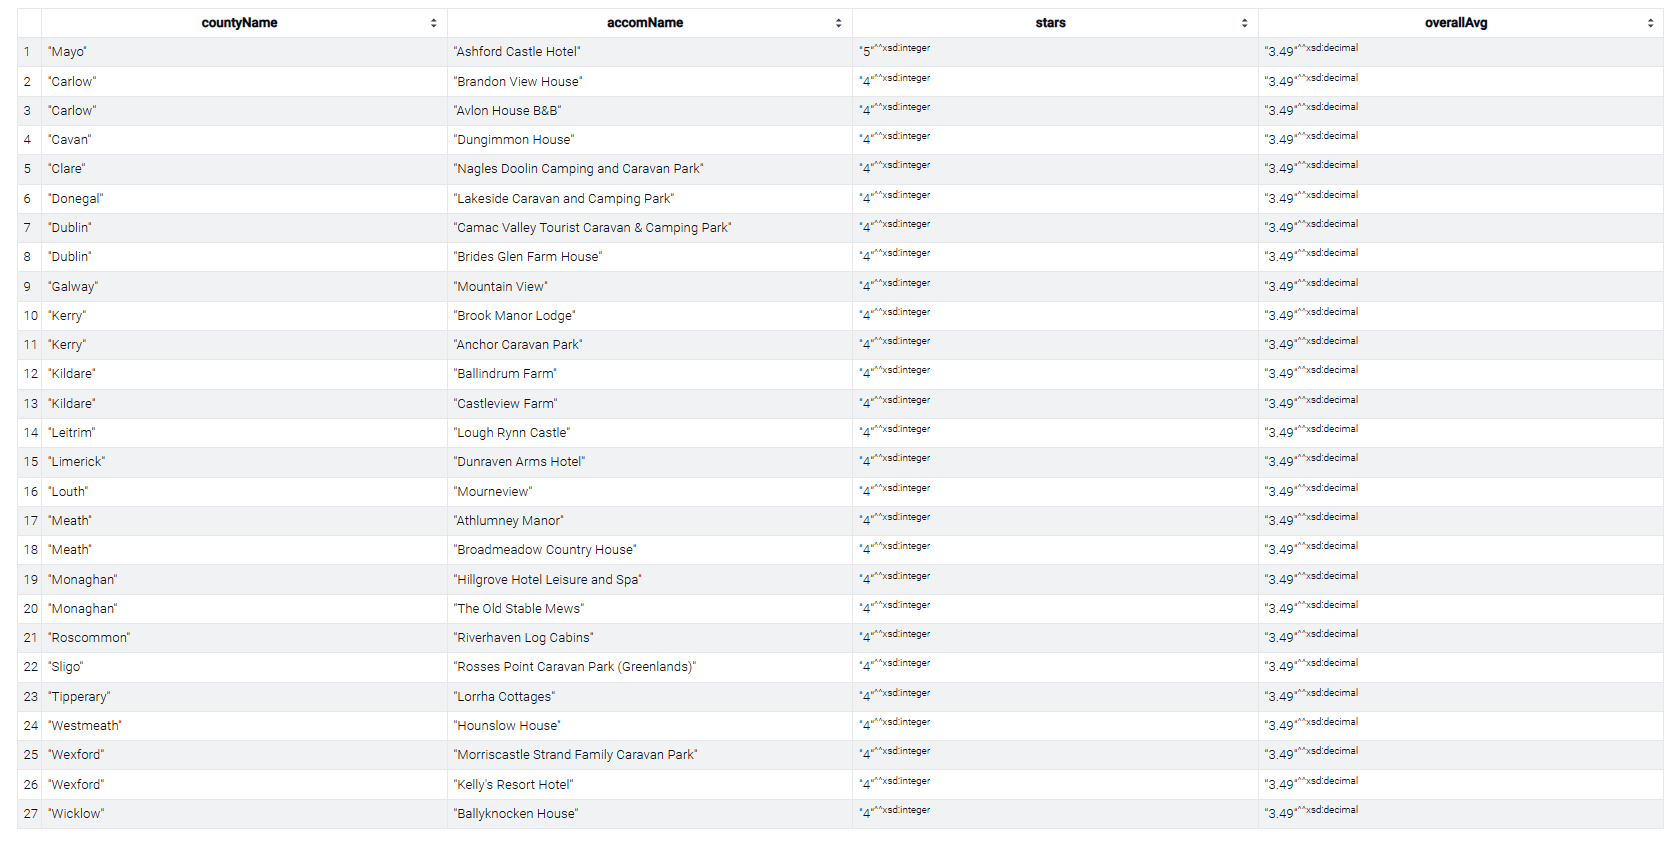 countyName accomName stars overallAvg
1 "Mayo" "Ashford Castle Hotel" "5"^^xsd:integer "3.49"^^xsd:decimal
2 "Carlow" "Brandon View House" "4"^^xsd:integer "3.49"^^xsd:decimal
3 "Carlow" "Avlon House B&B" "4"^^xsd:integer "3.49"^^xsd:decimal
4 "Cavan" "Dungimmon House" "4"^^xsd:integer "3.49"^^xsd:decimal
5 "Clare" "Nagles Doolin Camping and Caravan Park" "4"^^xsd:integer "3.49"^^xsd:decimal
6 "Donegal" "Lakeside Caravan and Camping Park" "4"^^xsd:integer "3.49"^^xsd:decimal
7 "Dublin" "Camac Valley Tourist Caravan & Camping Park" "4"^^xsd:integer "3.49"^^xsd:decimal
8 "Dublin" "Brides Glen Farm House" "4"^^xsd:integer "3.49"^^xsd:decimal
9 "Galway" "Mountain View" "4"^^xsd:integer "3.49"^^xsd:decimal
10 "Kerry" "Brook Manor Lodge" "4"^^xsd:integer "3.49"^^xsd:decimal
11 "Kerry" "Anchor Caravan Park" "4"^^xsd:integer "3.49"^^xsd:decimal
12 "Kildare" "Ballindrum Farm" "4"^^xsd:integer "3.49"^^xsd:decimal
13 "Kildare" "Castleview Farm" "4"^^xsd:integer "3.49"^^xsd:decimal
14 "Leitrim" "Lough Rynn Castle" "4"^^xsd:integer "3.49"^^xsd:decimal
15 "Limerick" "Dunraven Arms Hotel" "4"^^xsd:integer "3.49"^^xsd:decimal
16 "Louth" "Mourneview" "4"^^xsd:integer "3.49"^^xsd:decimal
17 "Meath" "Athlumney Manor" "4"^^xsd:integer "3.49"^^xsd:decimal
18 "Meath" "Broadmeadow Country House" "4"^^xsd:integer "3.49"^^xsd:decimal
19 "Monaghan" "Hillgrove Hotel Leisure and Spa" "4"^^xsd:integer "3.49"^^xsd:decimal
20 "Monaghan" "The Old Stable Mews" "4"^^xsd:integer "3.49"^^xsd:decimal
21 "Roscommon" "Riverhaven Log Cabins" "4"^^xsd:integer "3.49"^^xsd:decimal
22 "Sligo" "Rosses Point Caravan Park (Greenlands)" "4"^^xsd:integer "3.49"^^xsd:decimal
23 "Tipperary" "Lorrha Cottages" "4"^^xsd:integer "3.49"^^xsd:decimal
24 "Westmeath" "Hounslow House" "4"^^xsd:integer "3.49"^^xsd:decimal
25 "Wexford" "Morriscastle Strand Family Caravan Park" "4"^^xsd:integer "3.49"^^xsd:decimal
26 "Wexford" "Kelly's Resort Hotel" "4"^^xsd:integer "3.49"^^xsd:decimal
27 "Wicklow" "Ballyknocken House" "4"^^xsd:integer "3.49"^^xsd:decimal